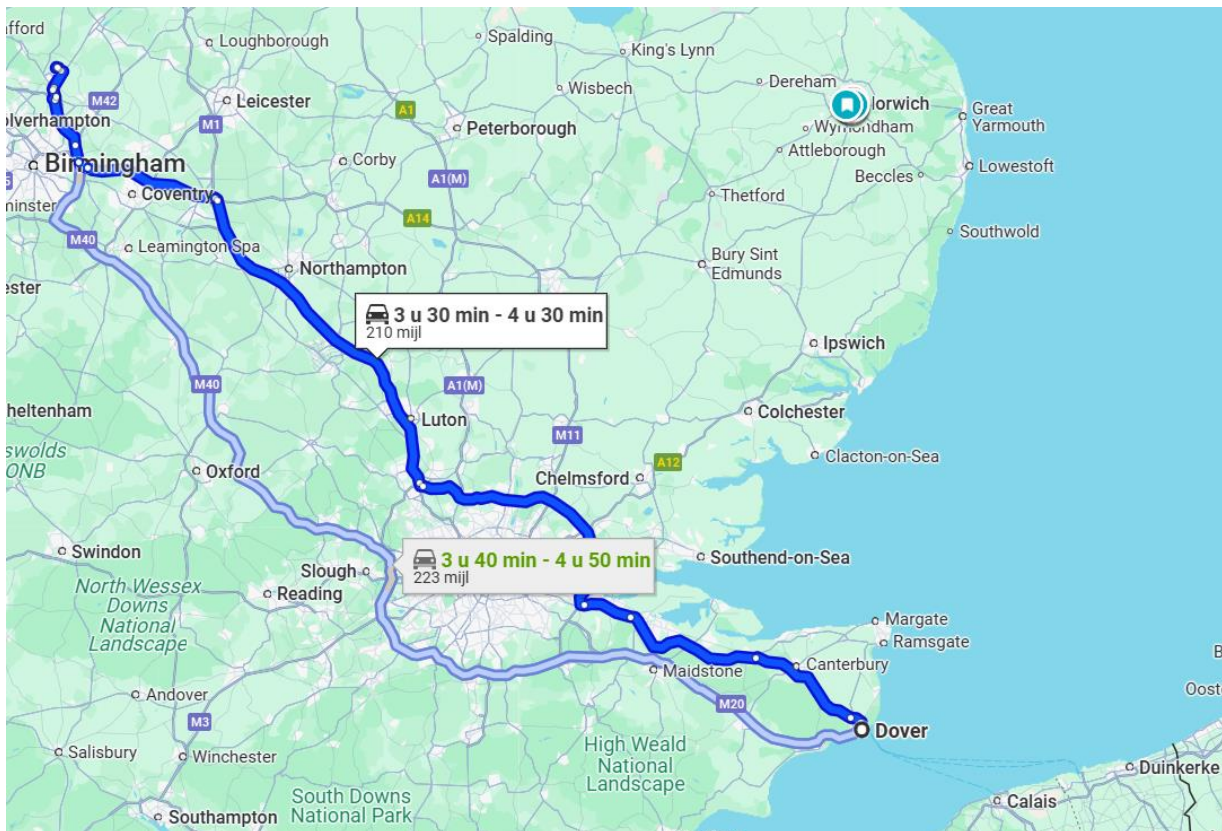 afford
Loughborough
Spalding
King's Lynn
Dereham
Wisbech
M42
Leicester
A1
Norwich
Great
Yarmouth
olverhampton
M1
Peterborough
Wymondham
Birmingham
Corby
Attleborough
Lowestoft
A1(M)
Beccles
Coventry
Thetford
minster
A14
Southwold
M40
Leamington Spa
Bury Sint
Edmunds
Northampton
ester
3 u 30 min - 4 u 30 min
210 mijl
Ipswich
M40
A1(M)
heltenham
Luton
Colchester
M11
swolds
ONB
Oxford
Chelmsford
A12
Clacton-on-Sea
Swindon
3 u 40 min - 4 u 50 min
223 mijl
Southend-on-Sea
Slough
North Wessex
Downs
National
Landscape
Reading
Margate
Ramsgate
Maidstone
Canterbury
B
Oost
Andover
M20
M3
Dover
Salisbury
Winchester
High Weald
National
Landscape
Duinkerke
South Downs
National Park
Calais
Southampton